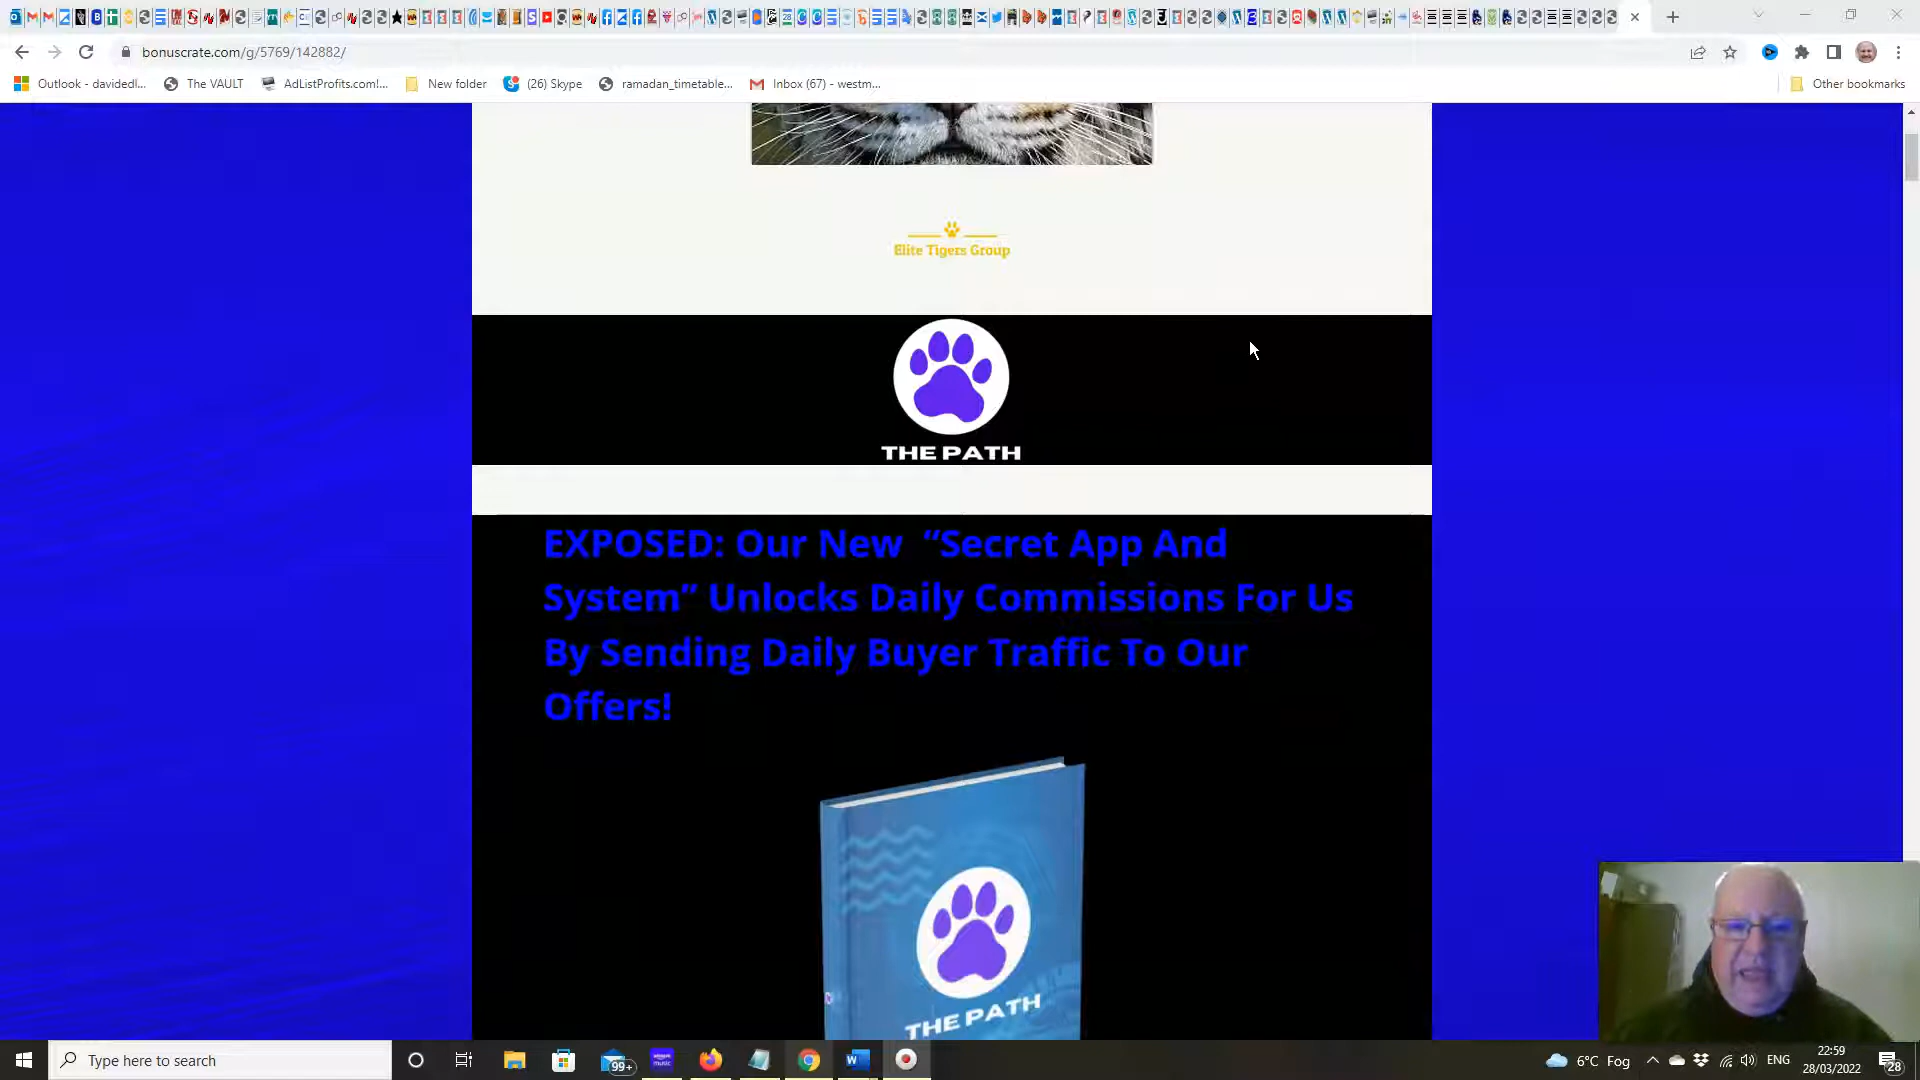 bonuscrate.com/g/5769/142882/
Outlook - davidedl...
The VAULT
AdListProfits.com!...
New folder
(26) Skype
ramadan_timetable...
Inbox (67) - westm...
Other bookmarks
Elite Tigers Group
THE PATH
EXPOSED: Our New “Secret App And
System” Unlocks Daily Commissions For Us
By Sending Daily Buyer Traffic To Our
Offers!
THE PATH
Type here to search
99+
6°C Fog
ENG
22:59
28/03/2022
28